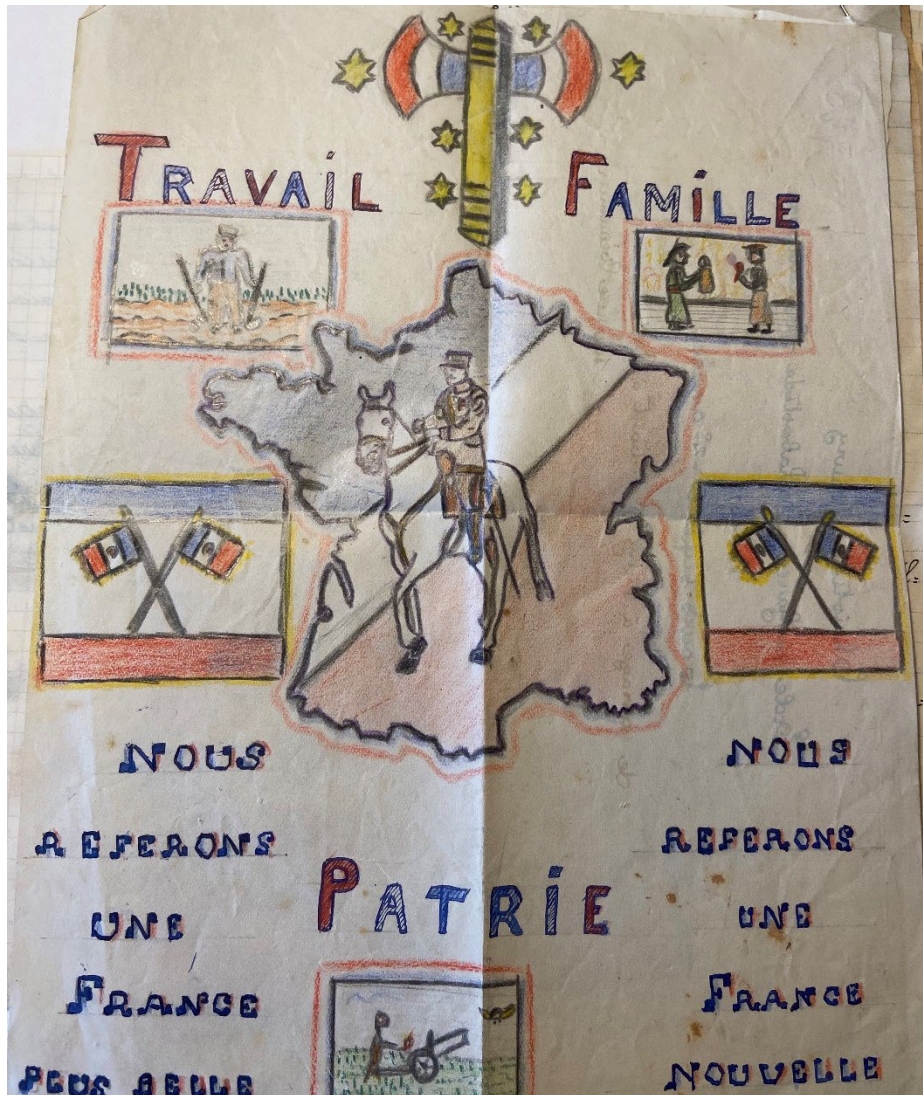 TRAVAIL
FAMILLE
NOUS
REFERONS
UNE
FRANCE
PLUS BELLE
PATRIE
NOUS
REFERONS
UNE
FRANCE
NOUVELLE